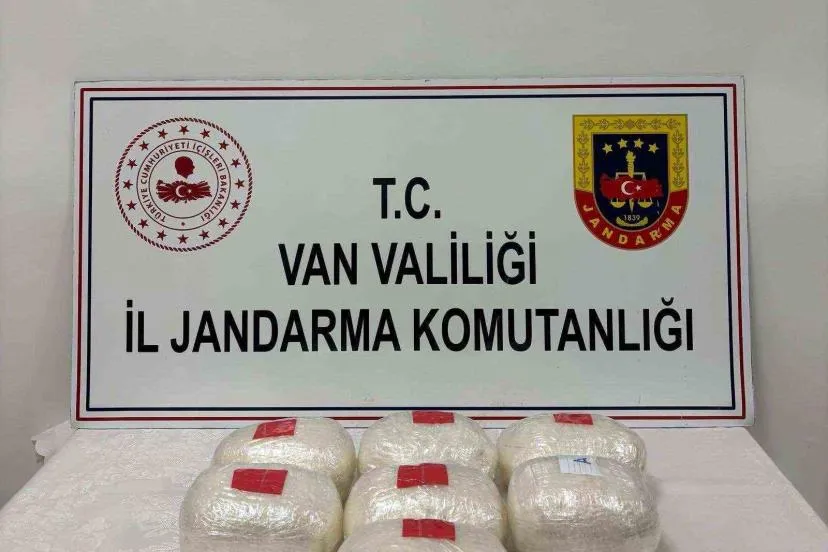 TÜRKİYE CUMHURİYETİ İÇİŞLERİ BAKANLIĞI
T.C.
VAN VALİLİĞİ
İL JANDARMA KOMUTANLIĞI
1839
JANDARMA
A